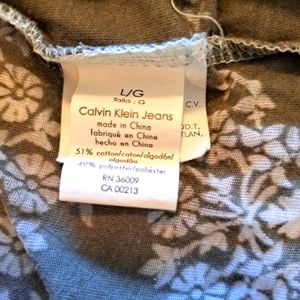 L/G
Talla : G
Calvin Klein Jeans
made in China
fabriqué en Chine
hecho en China
51% cotton/coton/algodón/
algodão
49% polyester/poliéster
RN 36009
CA 00213
C.V.
TLAN.